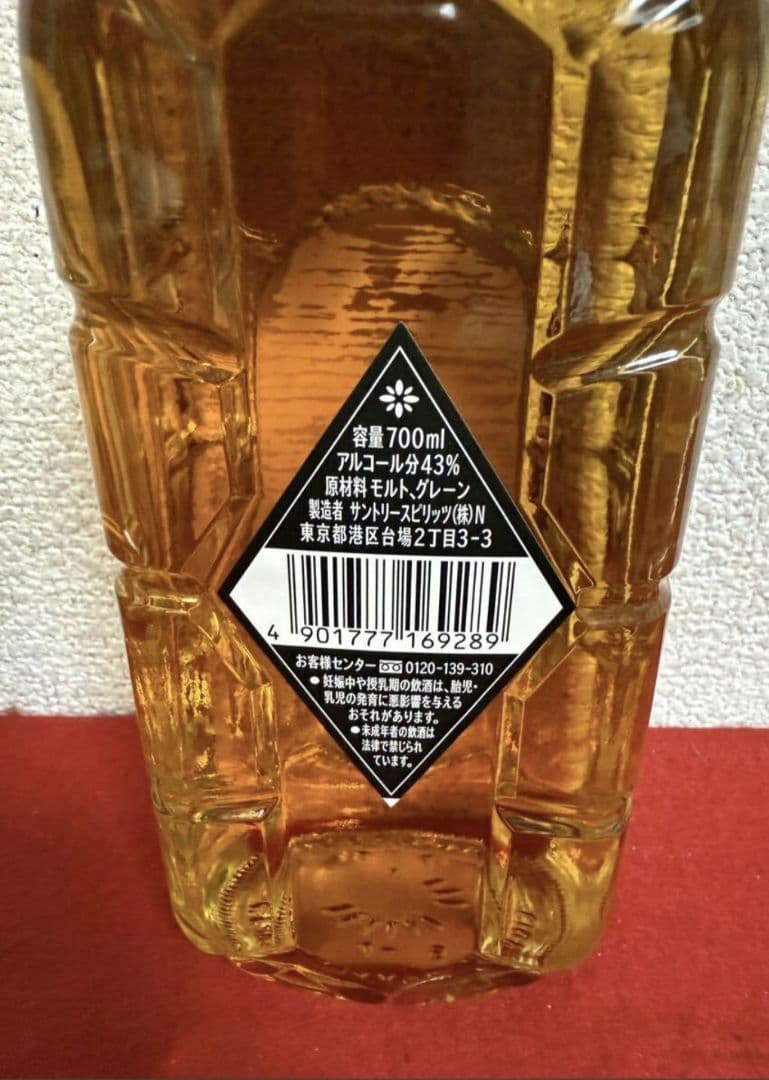 容量700ml
アルコール分43%
原材料 モルト、グレーン
製造者 サントリースピリッツ(株)N
東京都港区台場2丁目3-3
4 901777 169289
お客様センター 0120-139-310
●妊娠中や授乳期の飲酒は、胎児・
乳児の発育に悪影響を与える
おそれがあります。
●未成年者の飲酒は
法律で禁じられ
ています。